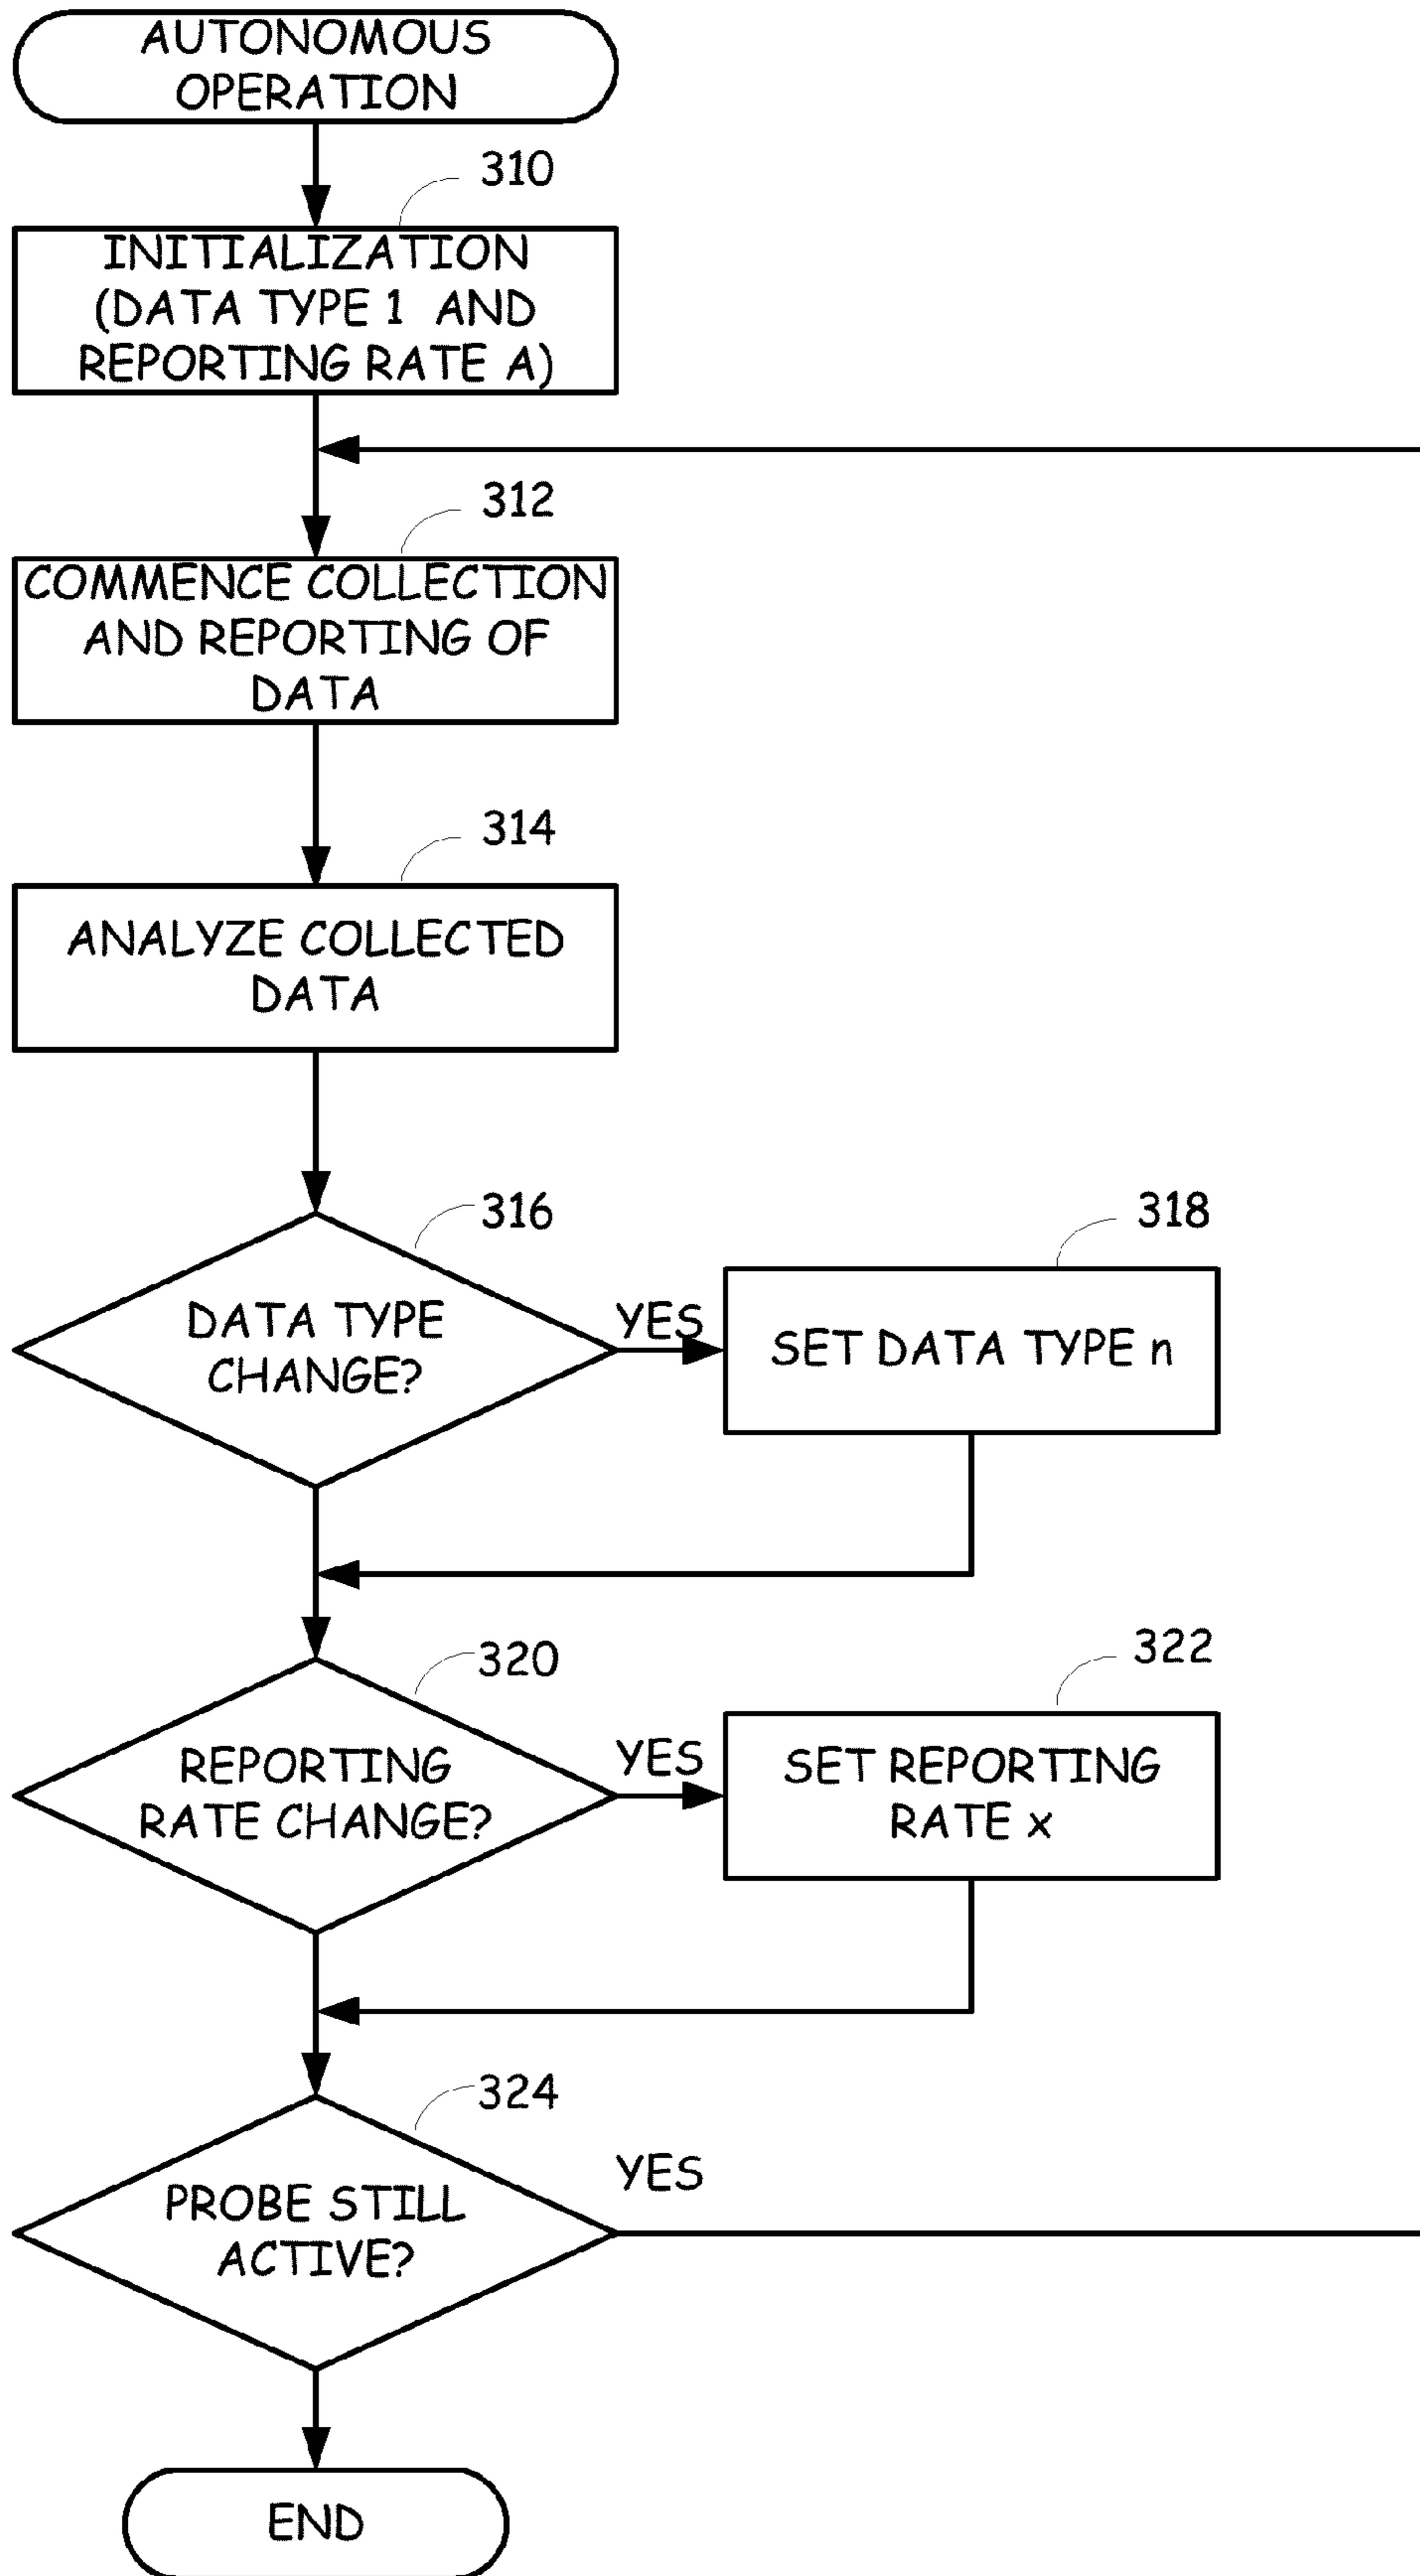 AUTONOMOUS
OPERATION
310
INITIALIZATION
(DATA TYPE 1 AND
REPORTING RATE A)
312
COMMENCE COLLECTION
AND REPORTING OF
DATA
314
ANALYZE COLLECTED
DATA
316
DATA TYPE
CHANGE?
YES
318
SET DATA TYPE n
320
REPORTING
RATE CHANGE?
YES
322
SET REPORTING
RATE x
324
PROBE STILL
ACTIVE?
YES
END